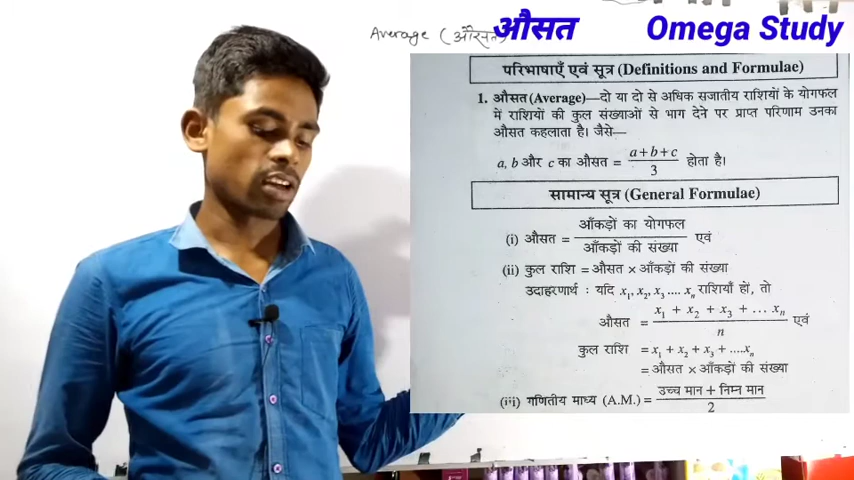 Average (औसत)
औसत
Omega Study
परिभाषाएँ एवं सूत्र (Definitions and Formulae)
1. औसत (Average)—दो या दो से अधिक सजातीय राशियों के योगफल
में राशियों की कुल संख्याओं से भाग देने पर प्राप्त परिणाम उनका
औसत कहलाता है। जैसे—
a, b और c का औसत = (a+b+c)/3 होता है।
सामान्य सूत्र (General Formulae)
(i) औसत = आँकड़ों का योगफल / आँकड़ों की संख्या एवं
(ii) कुल राशि = औसत × आँकड़ों की संख्या
उदाहरणार्थ : यदि x₁, x₂, x₃.... xₙ राशियाँ हों, तो
औसत = (x₁ + x₂ + x₃ + ... xₙ)/n एवं
कुल राशि = x₁ + x₂ + x₃ + ....xₙ
= औसत × आँकड़ों की संख्या
(iii) गणितीय माध्य (A.M.) = (उच्च मान + निम्न मान)/2